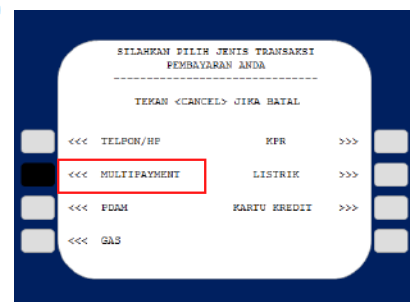 SILAHKAN PILIH JENIS TRANSAKSI
PEMBAYARAN ANDA
--------------------------------
TEKAN <CANCEL> JIKA BATAL
<<< TELPON/HP KPR >>>
<<< MULTIPAYMENT LISTRIK >>>
<<< PDAM KARTU KREDIT >>>
<<< GAS